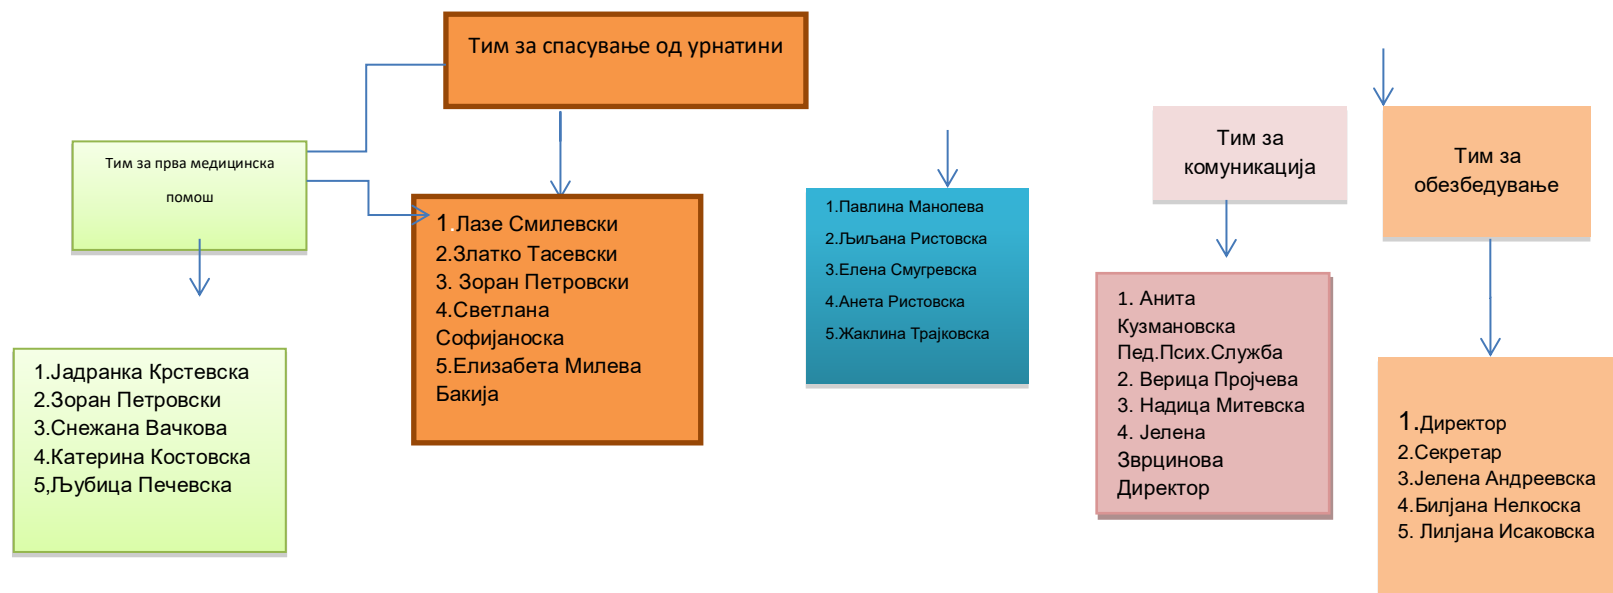 Тим за спасување од урнатини
Тим за прва медицинска
помош
1.Јадранка Крстевска
2.Зоран Петровски
3.Снежана Вачкова
4.Катерина Костовска
5,Љубица Печевска
1.Лазе Смилевски
2.Златко Тасевски
3. Зоран Петровски
4.Светлана
Софијаноска
5.Елизабета Милева
Бакија
1.Павлина Манолева
2.Љиљана Ристовска
3.Елена Смугревска
4.Анета Ристовска
5.Жаклина Трајковска
Тим за
комуникација
1. Анита
Кузмановска
Пед.Псих.Служба
2. Верица Пројчева
3. Надица Митевска
4. Јелена
Зврцинова
Директор
Тим за
обезбедување
1.Директор
2.Секретар
3.Јелена Андреевска
4.Билјана Нелкоска
5. Лилјана Исаковска